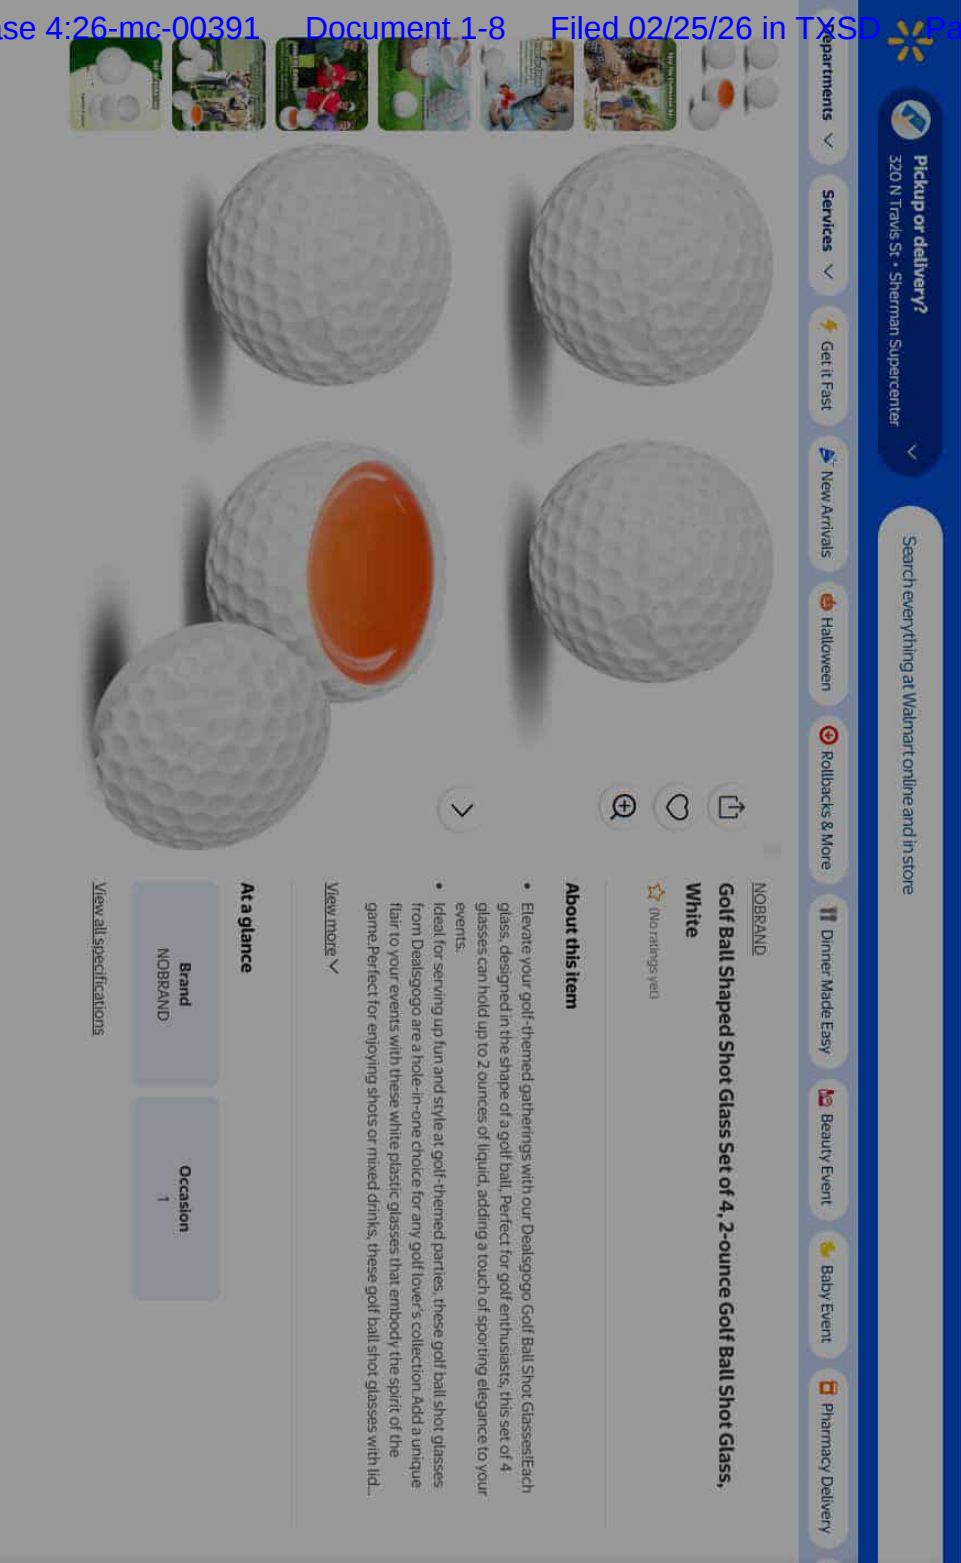 ase 4:26-mc-00391 Document 1-8 Filed 02/25/26 in TXSD Pa
Pickup or delivery?
320 N Travis St • Sherman Supercenter
Search everything at Walmart online and in store
epartments
Services
Get it Fast
New Arrivals
Halloween
Rollbacks & More
Dinner Made Easy
Beauty Event
Baby Event
Pharmacy Delivery
NOBRAND
Golf Ball Shaped Shot Glass Set of 4, 2-ounce Golf Ball Shot Glass,
White
(No ratings yet)
About this item
• Elevate your golf-themed gatherings with our Dealsgogo Golf Ball Shot Glasses!Each
glass, designed in the shape of a golf ball, Perfect for golf enthusiasts, this set of 4
glasses can hold up to 2 ounces of liquid, adding a touch of sporting elegance to your
events.
• Ideal for serving up fun and style at golf-themed parties, these golf ball shot glasses
from Dealsgogo are a hole-in-one choice for any golf lover's collection.Add a unique
flair to your events with these white plastic glasses that embody the spirit of the
game.Perfect for enjoying shots or mixed drinks, these golf ball shot glasses with lid...
View more
At a glance
Brand
NOBRAND
Occasion
1
View all specifications